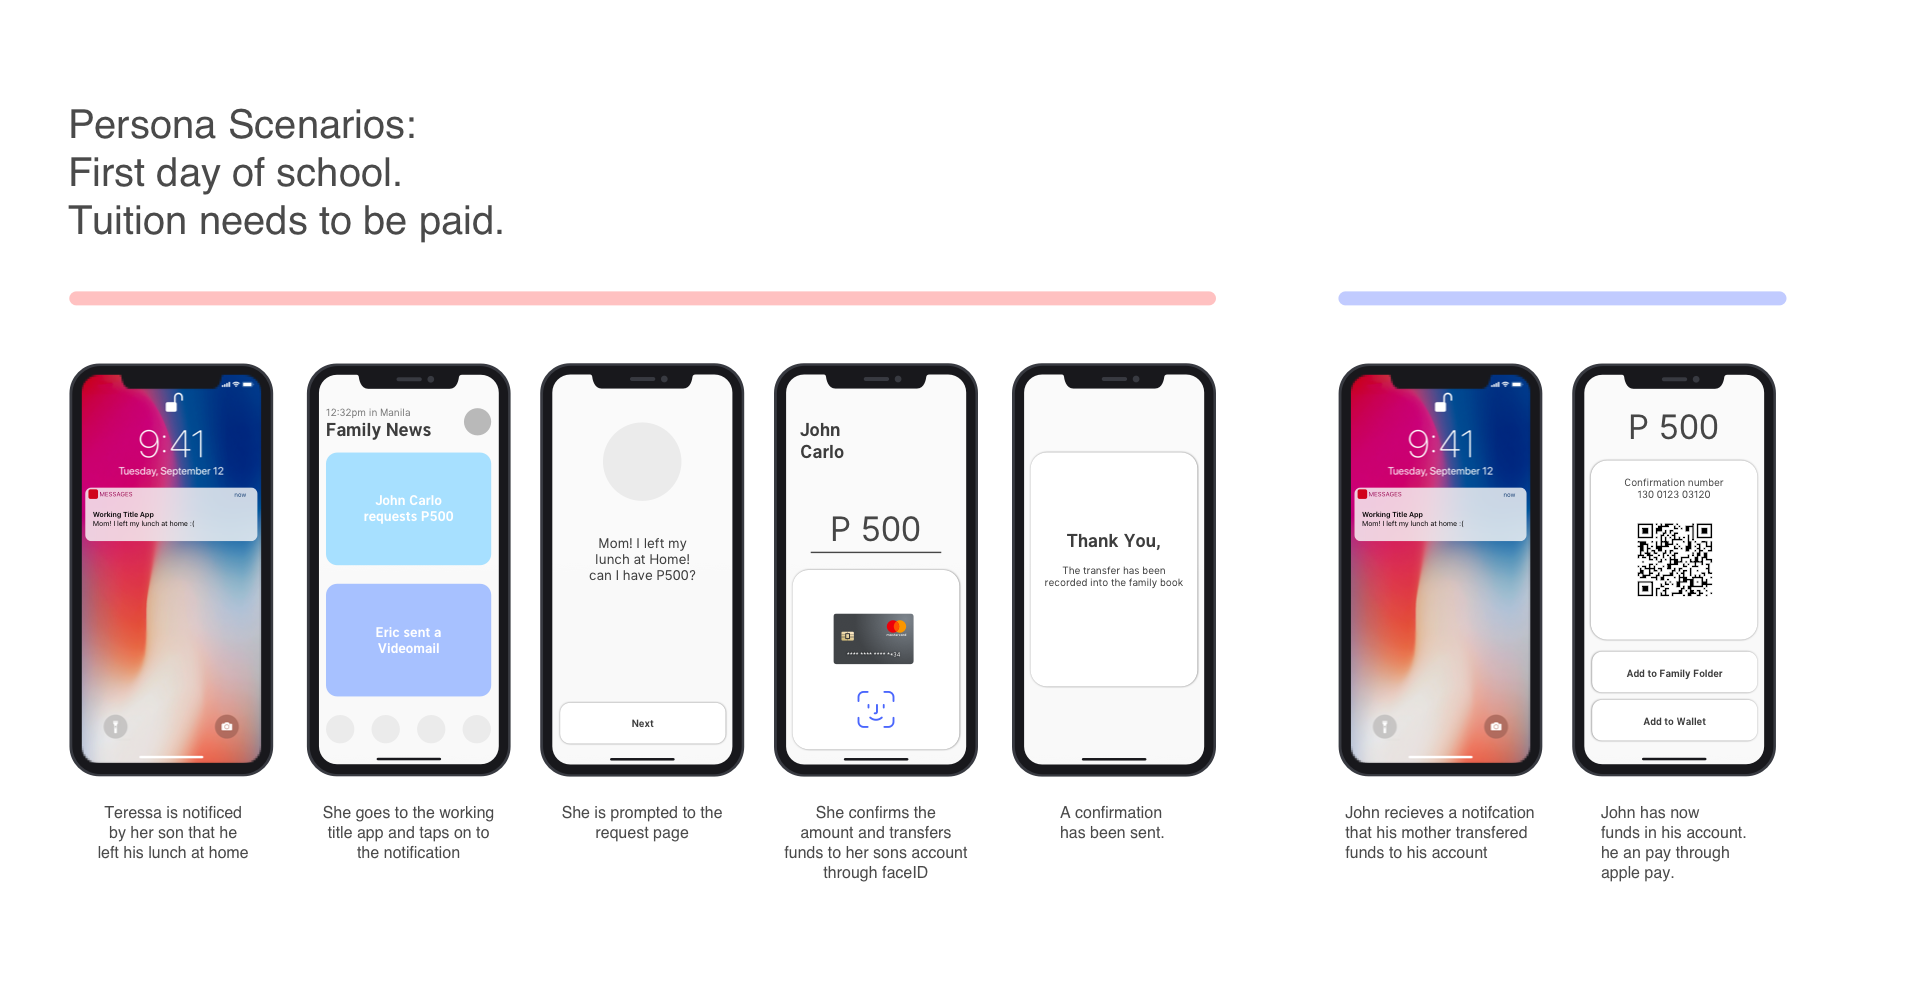 Persona Scenarios:
First day of school.
Tuition needs to be paid.
9:41
Tuesday, September 12
MESSAGES
now
Working Title App
Mom! I left my lunch at home :(
Teressa is notificed
by her son that he
left his lunch at home
12:32pm in Manila
Family News
John Carlo
requests P500
Eric sent a
Videomail
She goes to the working
title app and taps on to
the notification
Mom! I left my
lunch at Home!
can I have P500?
Next
She is prompted to the
request page
John
Carlo
P 500
**** **** **** **14
She confirms the
amount and transfers
funds to her sons account
through faceID
Thank You,
The transfer has been
recorded into the family book
A confirmation
has been sent.
9:41
Tuesday, September 12
MESSAGES
now
Working Title App
Mom! I left my lunch at home :(
John recieves a notifcation
that his mother transfered
funds to his account
P 500
Confirmation number
130 0123 03120
Add to Family Folder
Add to Wallet
John has now
funds in his account.
he an pay through
apple pay.